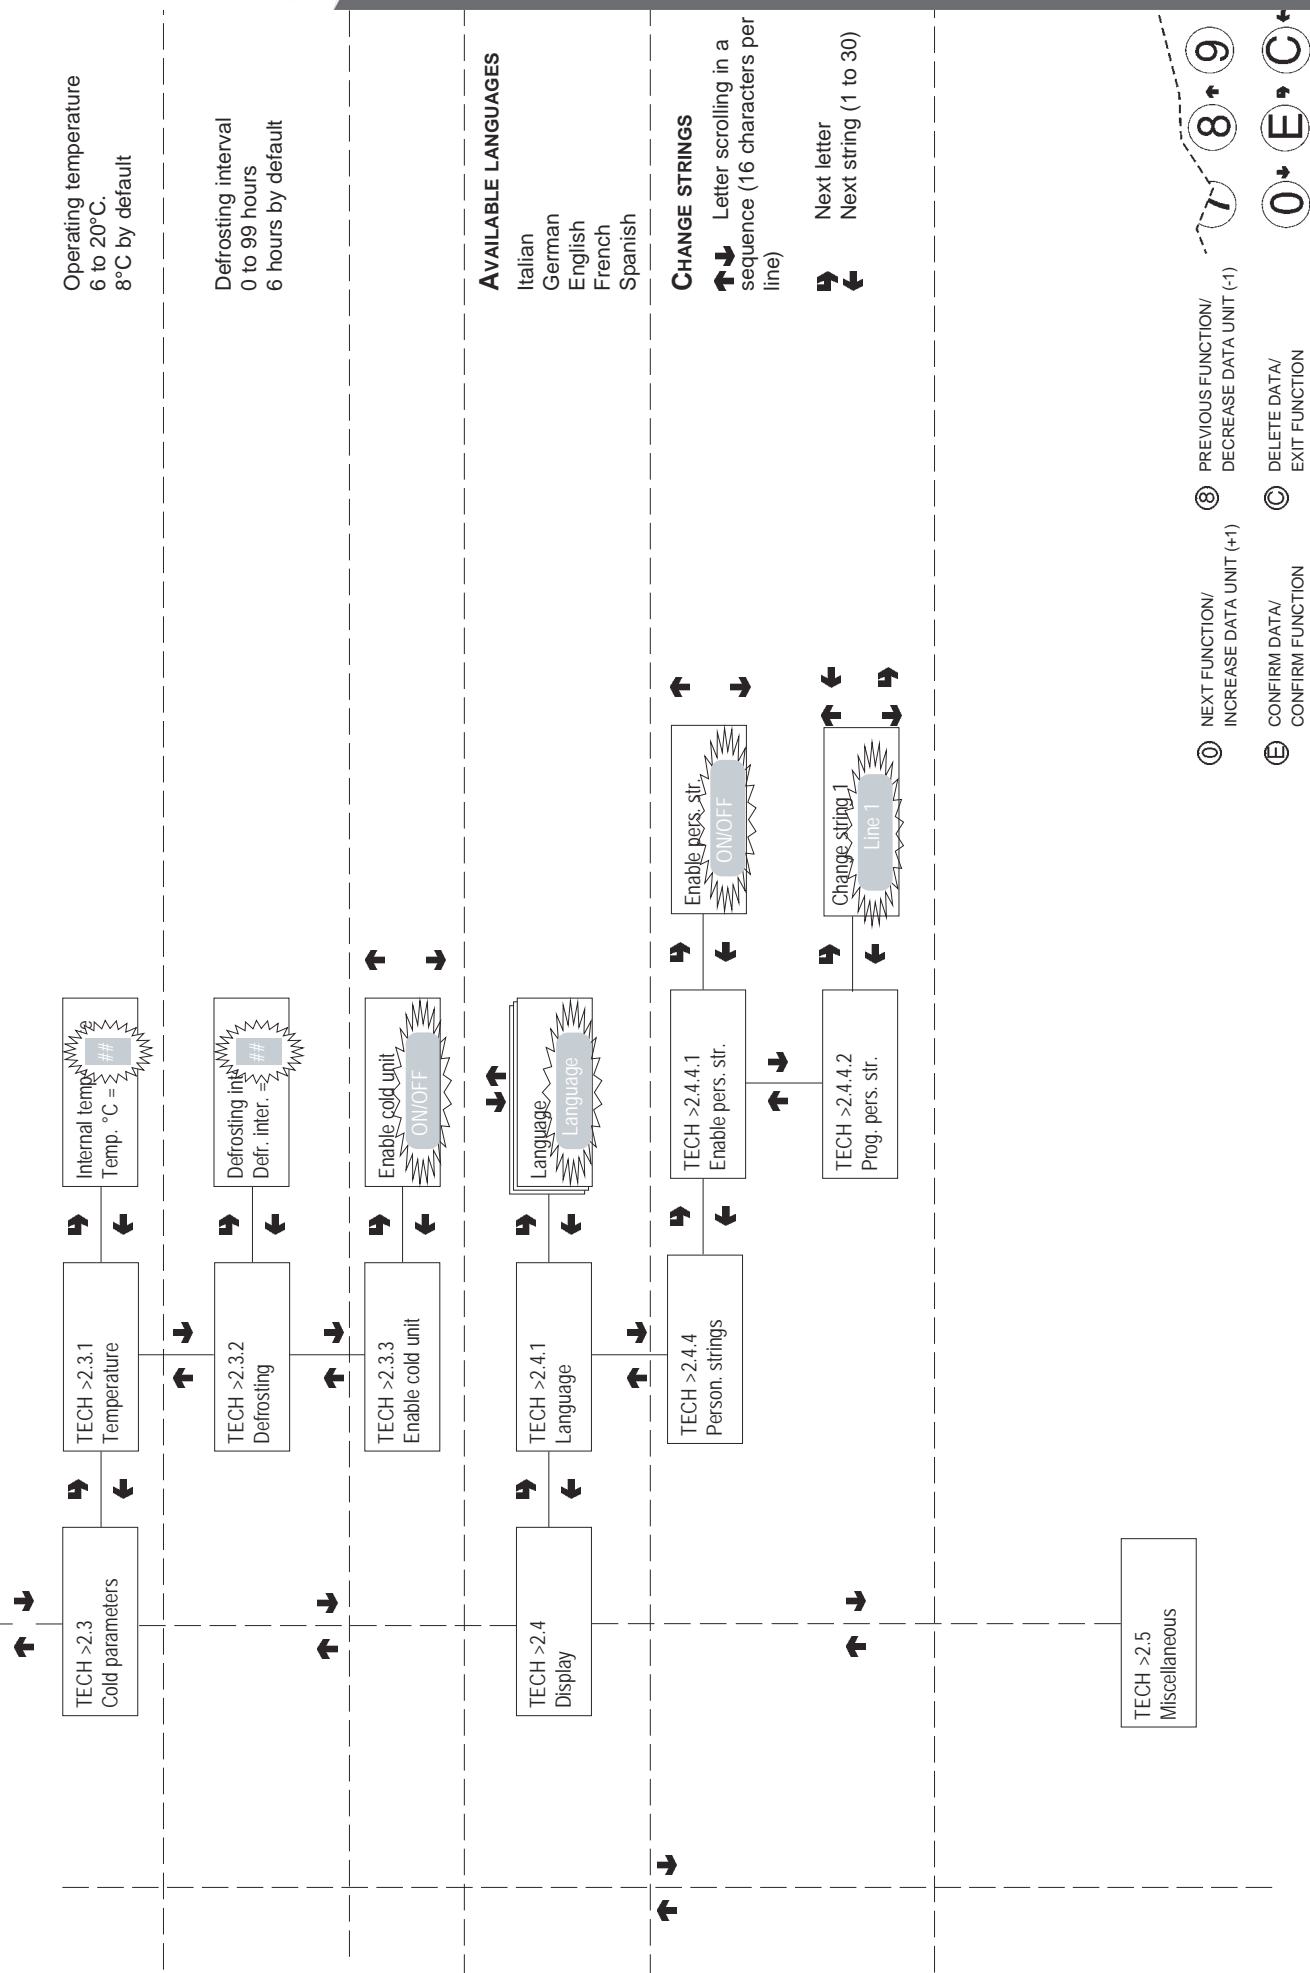 TECH >2.3
Cold parameters
TECH >2.3.1
Temperature
Internal temp
Temp. °C =
##
Operating temperature
6 to 20°C.
8°C by default
TECH >2.3.2
Defrosting
Defrosting int
Defr. inter. =
##
Defrosting interval
0 to 99 hours
6 hours by default
TECH >2.3.3
Enable cold unit
Enable cold unit
ON/OFF
TECH >2.4
Display
TECH >2.4.1
Language
Language
Language
AVAILABLE LANGUAGES
Italian
German
English
French
Spanish
TECH >2.4.4
Person. strings
TECH >2.4.4.1
Enable pers. str.
Enable pers. str.
ON/OFF
CHANGE STRINGS
Letter scrolling in a
sequence (16 characters per
line)
TECH >2.4.4.2
Prog. pers. str.
Change string 1
Line 1
Next letter
Next string (1 to 30)
TECH >2.5
Miscellaneous
0 NEXT FUNCTION/
INCREASE DATA UNIT (+1)
8 PREVIOUS FUNCTION/
DECREASE DATA UNIT (-1)
E CONFIRM DATA/
CONFIRM FUNCTION
C DELETE DATA/
EXIT FUNCTION
7 8 9
0 E C